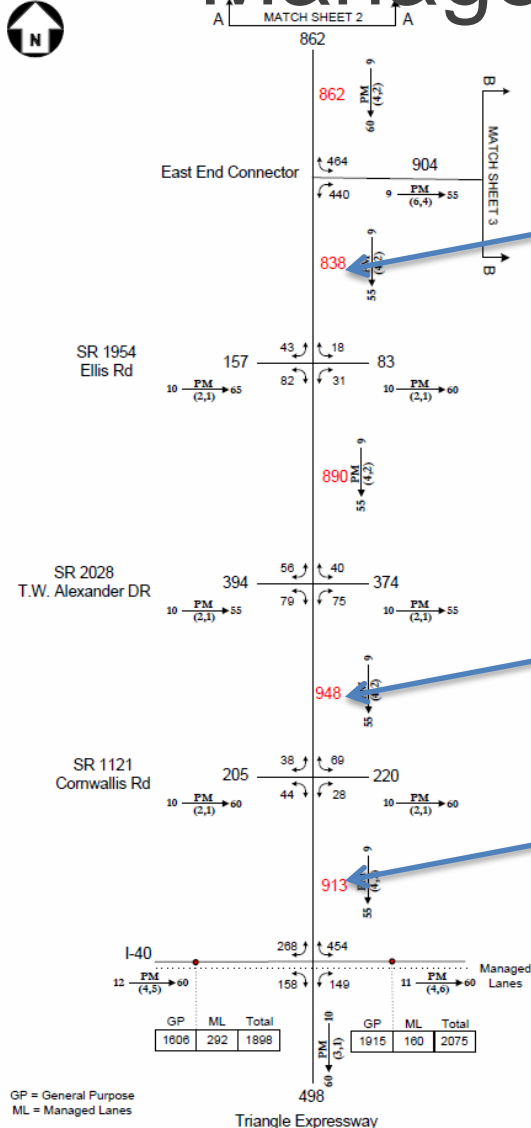 Manage
N
A MATCH SHEET 2 A
862
862
9 PM (4,2) 60
B
MATCH SHEET 3
B
East End Connector
464
904
440
9 PM (6,4) 55
838
9 (4,2) 55
SR 1954
Ellis Rd
43 18
157 83
82 31
10 PM (2,1) 65
10 PM (2,1) 60
890
9 PM (4,2) 55
SR 2028
T.W. Alexander DR
56 40
394 374
79 75
10 PM (2,1) 55
10 PM (2,1) 55
948
9 55
SR 1121
Cornwallis Rd
38 69
205 220
44 28
10 PM (2,1) 60
10 PM (2,1) 60
913
9 55
I-40
268 454
158 149
12 PM (4,5) 60
11 PM (4,6) 60
Managed
Lanes
GP ML Total
1606 292 1898
GP ML Total
1915 160 2075
10 PM (3,1) 60
498
GP = General Purpose
ML = Managed Lanes
Triangle Expressway